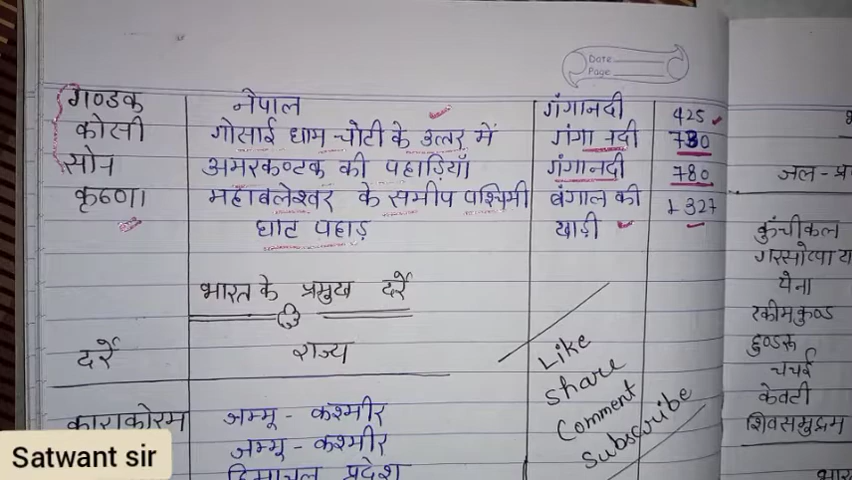 Date
Page
गण्डक नेपाल गंगानदी 425
कोसी गोसाई धाम चोटी के उत्तर में गंगा नदी 730
सोन अमरकण्टक की पहाड़ियाँ गंगानदी 780
कृष्णा महाबलेश्वर के समीप पश्चिमी बंगाल की 1327
घाट पहाड़ खाड़ी
भारत के प्रमुख दर्रे
दर्रे राज्य
Like
Share
Comment
Subscribe
काराकोरम जम्मू - कश्मीर
जम्मू - कश्मीर
हिमाचल प्रदेश
जल-प्र
कुंचीकल
गरसोप्पा या
येना
रकीमकुण्ड
हुण्डरू
चचई
केवटी
शिवसमुद्रम
भार
Satwant sir